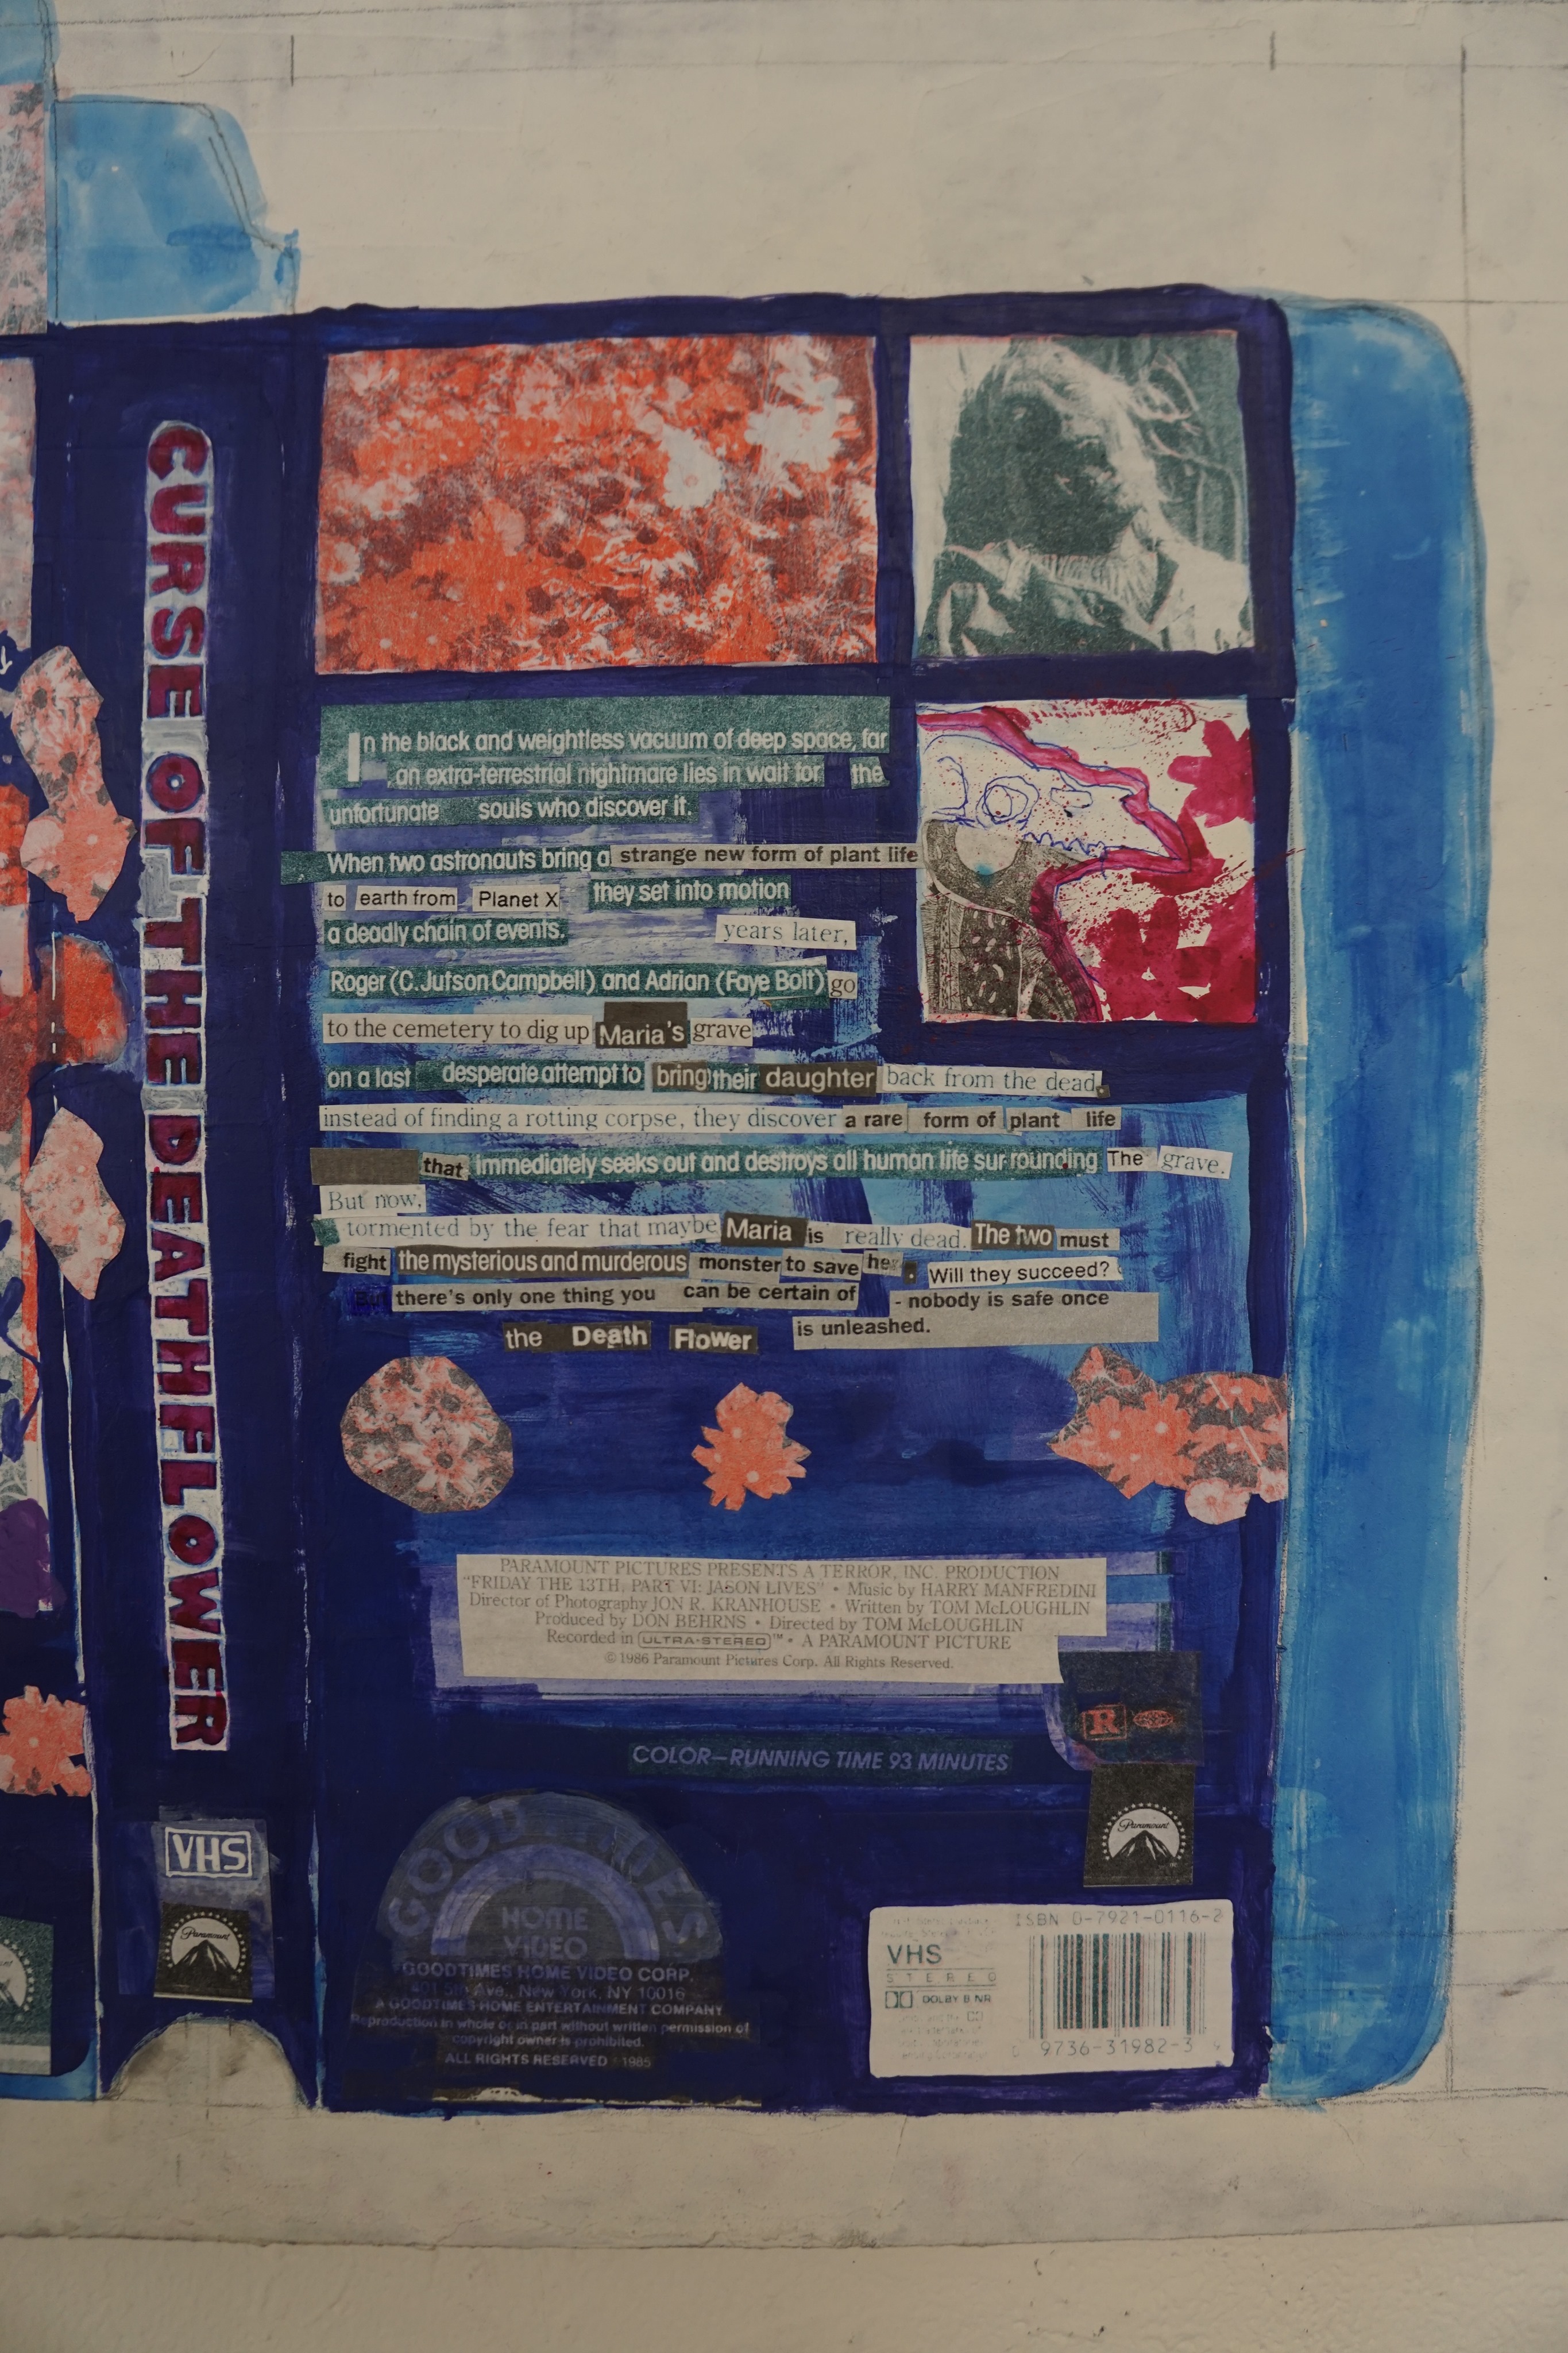 CURSE OF THE DEATH FLOWER
VHS
Paramount
In the black and weightless vacuum of deep space, far
an extra-terrestrial nightmare lies in wait for the
unfortunate souls who discover it.
When two astronauts bring a strange new form of plant life
to earth from Planet X they set into motion
a deadly chain of events. years later,
Roger (C. Jutson Campbell) and Adrian (Faye Bolt) go
to the cemetery to dig up Maria's grave
on a last desperate attempt to bring their daughter back from the dead.
instead of finding a rotting corpse, they discover a rare form of plant life
that immediately seeks out and destroys all human life surrounding The grave.
But now,
tormented by the fear that maybe Maria is really dead. The two must
fight the mysterious and murderous monster to save he. Will they succeed?
But there's only one thing you can be certain of - nobody is safe once
the Death Flower is unleashed.
PARAMOUNT PICTURES PRESENTS A TERROR, INC. PRODUCTION
"FRIDAY THE 13TH, PART VI: JASON LIVES" • Music by HARRY MANFREDINI
Director of Photography JON R. KRANHOUSE • Written by TOM McLOUGHLIN
Produced by DON BEHRNS • Directed by TOM McLOUGHLIN
Recorded in ULTRA-STEREO™ • A PARAMOUNT PICTURE
© 1986 Paramount Pictures Corp. All Rights Reserved.
R
COLOR—RUNNING TIME 93 MINUTES
Paramount
GOOD TIMES
HOME
VIDEO
GOODTIMES HOME VIDEO CORP.
401 5th Ave., New York, NY 10016
A GOODTIMES HOME ENTERTAINMENT COMPANY
Reproduction in whole or in part without written permission of
copyright owner is prohibited.
ALL RIGHTS RESERVED 1985
ISBN 0-7921-0116-2
VHS
STEREO
DOLBY B NR
9736-31982-3